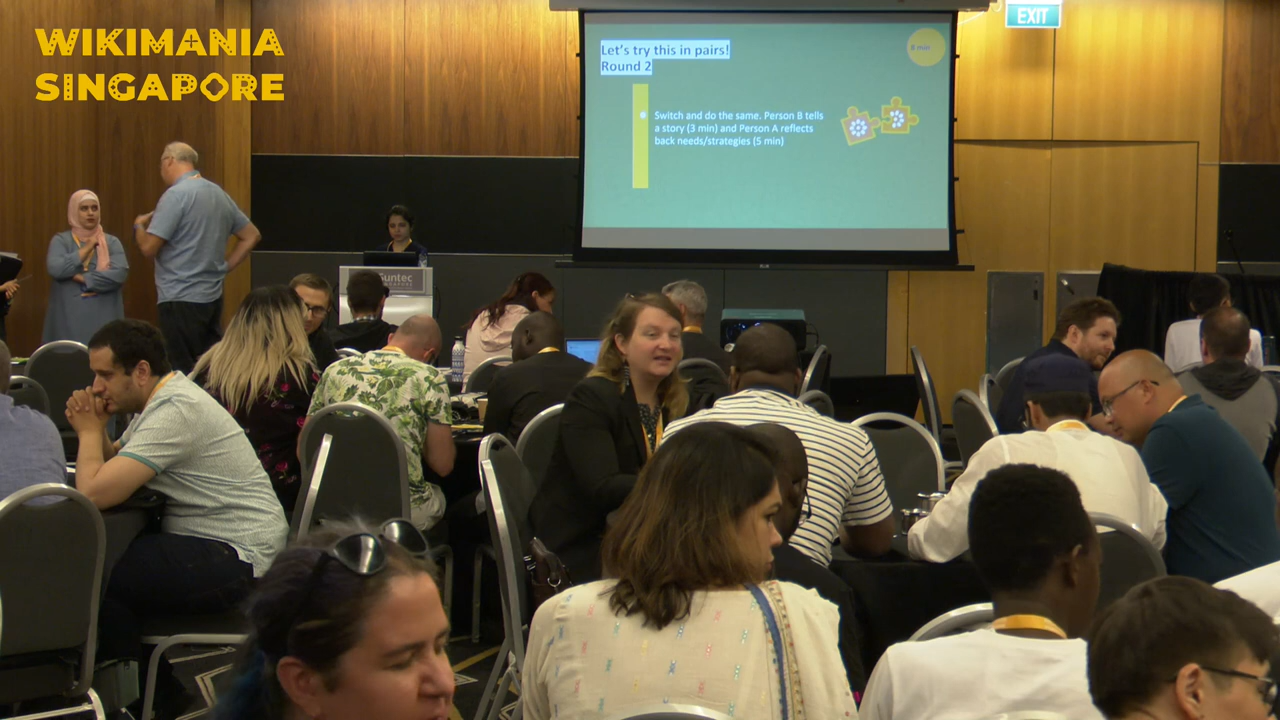 WIKIMANIA
SINGAPORE
EXIT
Let's try this in pairs!
Round 2
8 min
Switch and do the same. Person B tells
a story (3 min) and Person A reflects
back needs/strategies (5 min)
Suntec
SINGAPORE